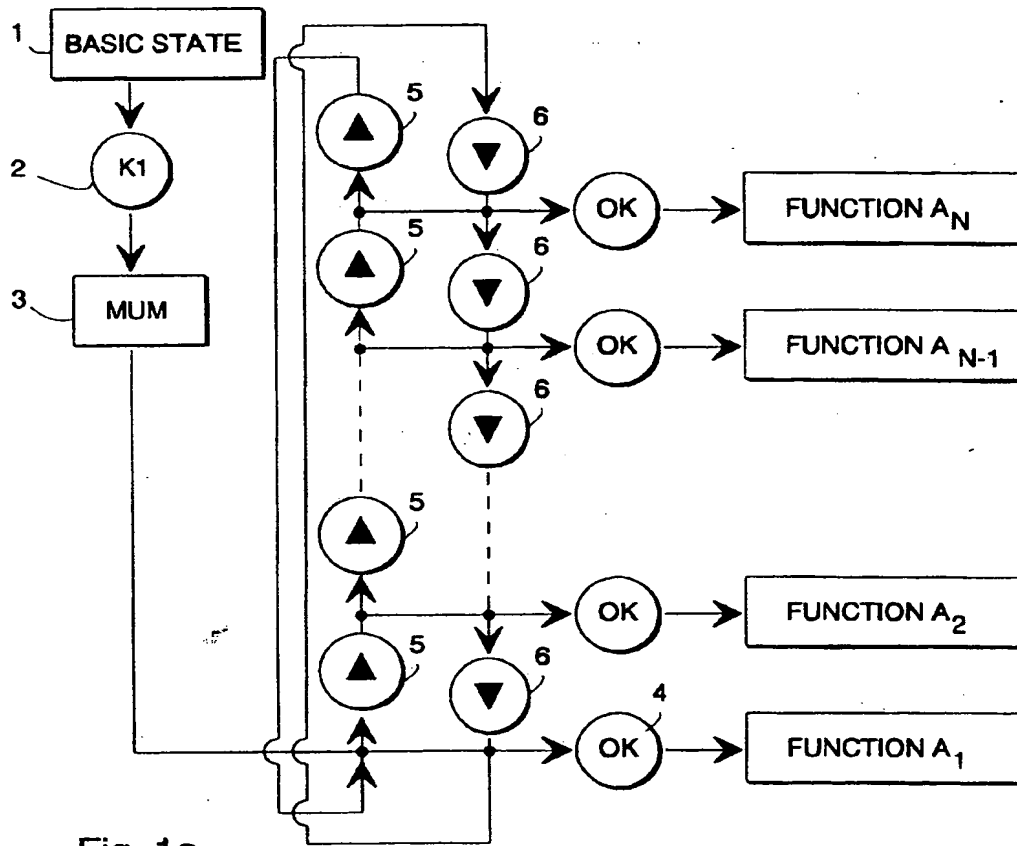 1
BASIC STATE
2
K1
3
MUM
5
6
OK
FUNCTION A_N
5
6
OK
FUNCTION A_N-1
6
5
OK
FUNCTION A_2
5
6
4
OK
FUNCTION A_1